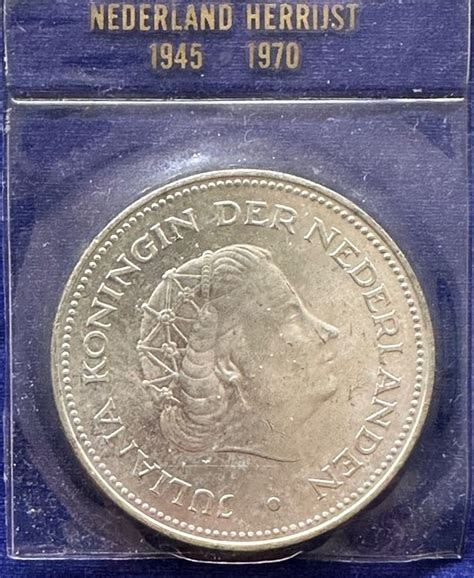 NEDERLAND HERRIJST
1945 1970
JULIANA KONINGIN DER NEDERLANDEN